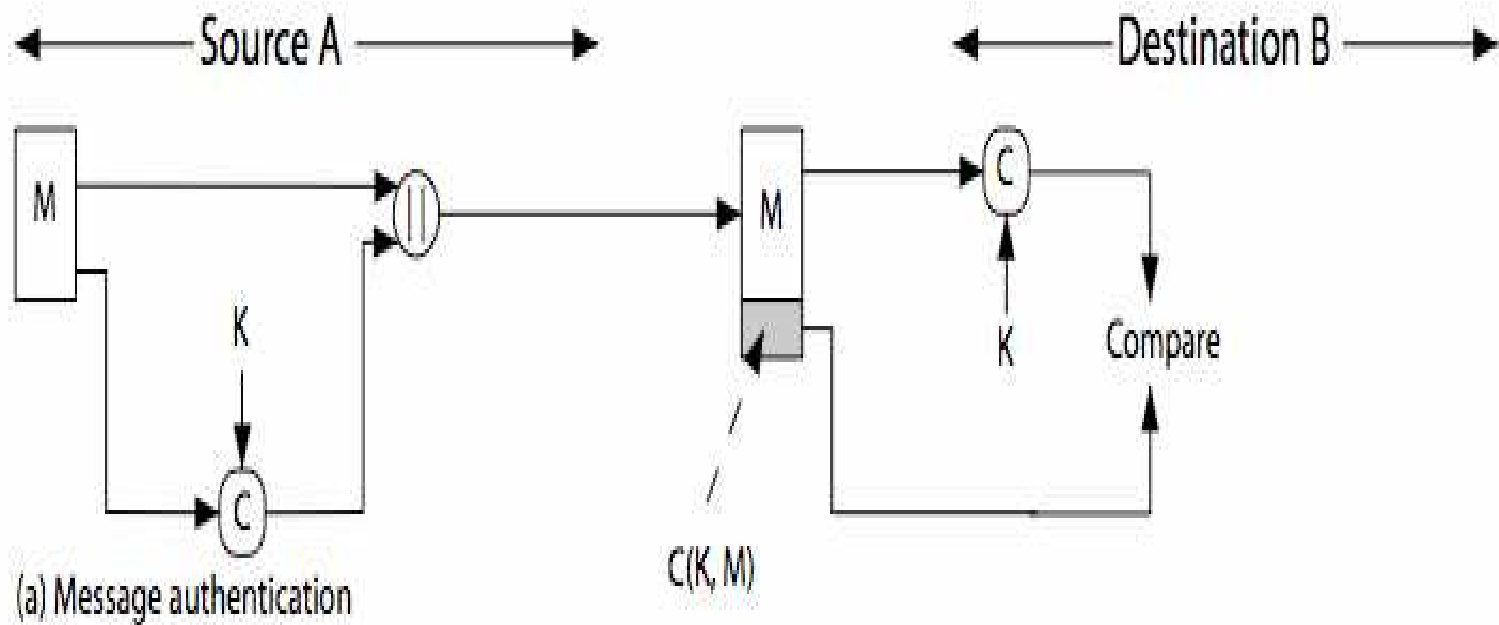 Source A
Destination B
M
||
M
C
K
K
Compare
C
C(K, M)
(a) Message authentication